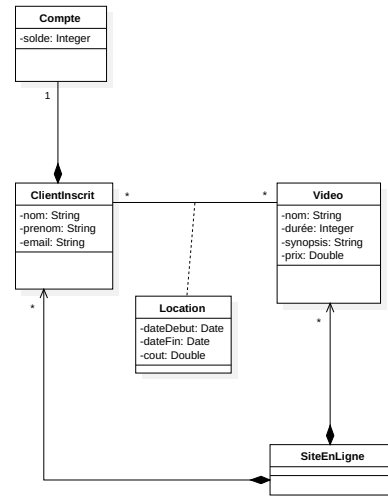 Compte
-solde: Integer
1
ClientInscrit
-nom: String
-prenom: String
-email: String
*
*
Video
-nom: String
-durée: Integer
-synopsis: String
-prix: Double
*
Location
-dateDebut: Date
-dateFin: Date
-cout: Double
*
SiteEnLigne